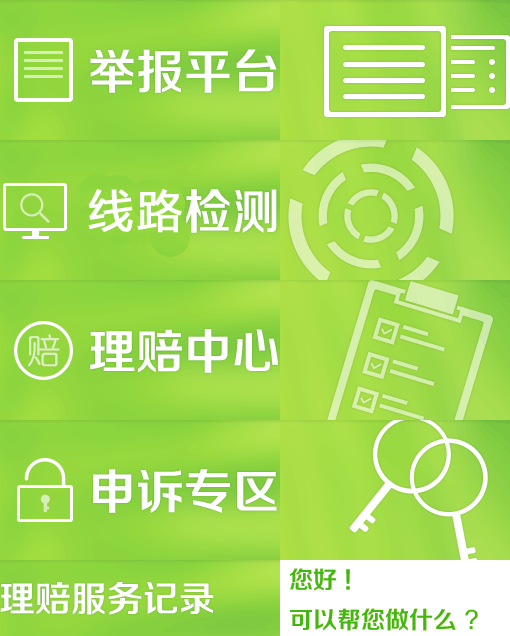 举报平台
线路检测
赔
理赔中心
申诉专区
理赔服务记录
您好！
可以帮您做什么？